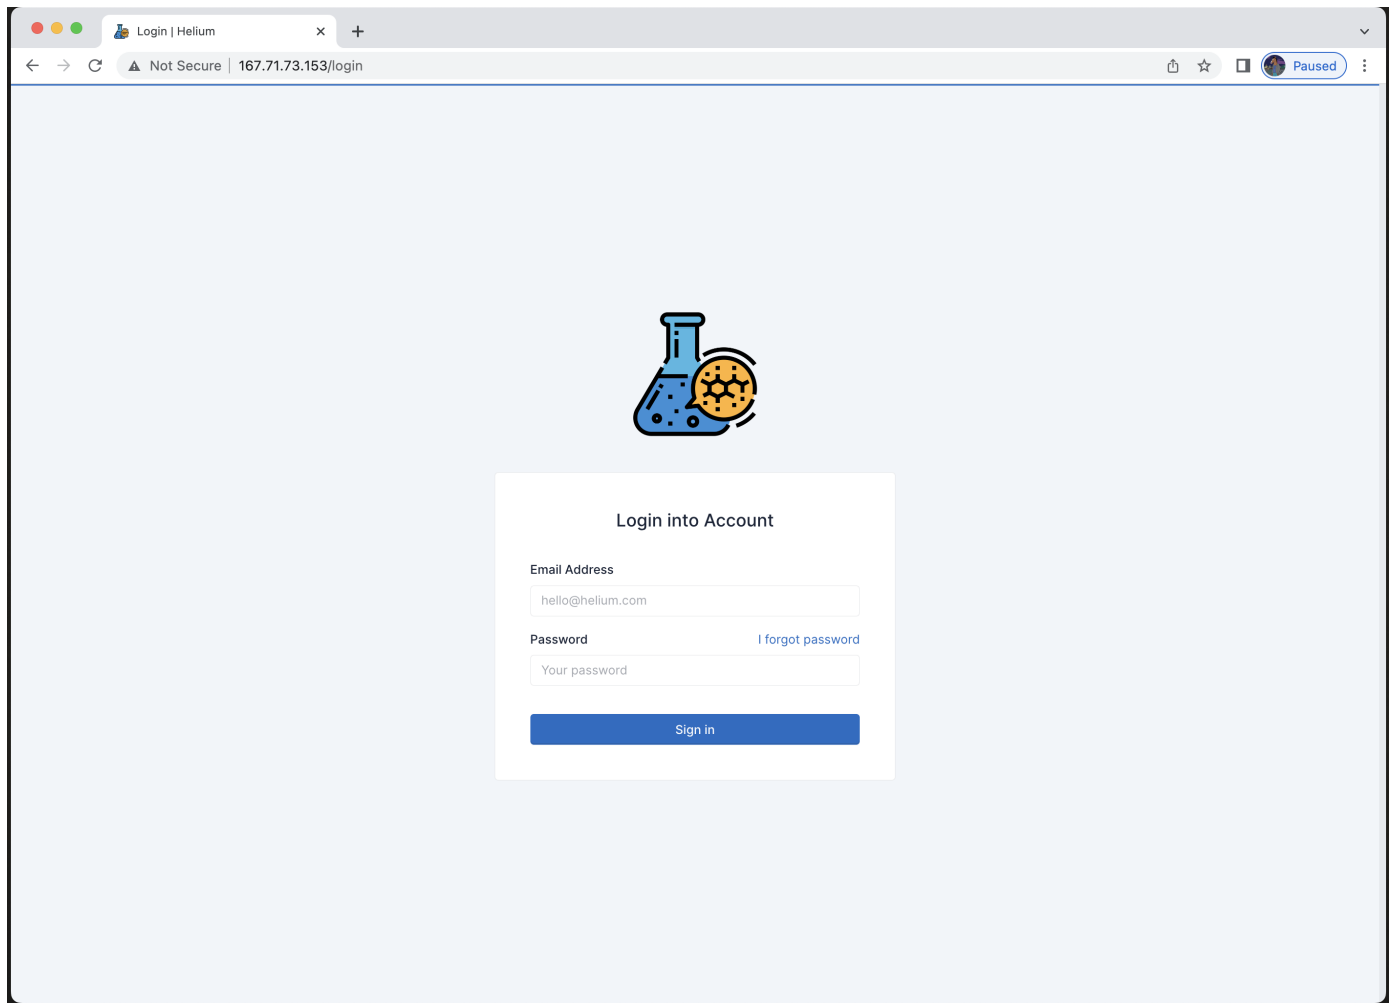 Login | Helium
Not Secure | 167.71.73.153/login
Paused
Login into Account
Email Address
hello@helium.com
Password I forgot password
Your password
Sign in